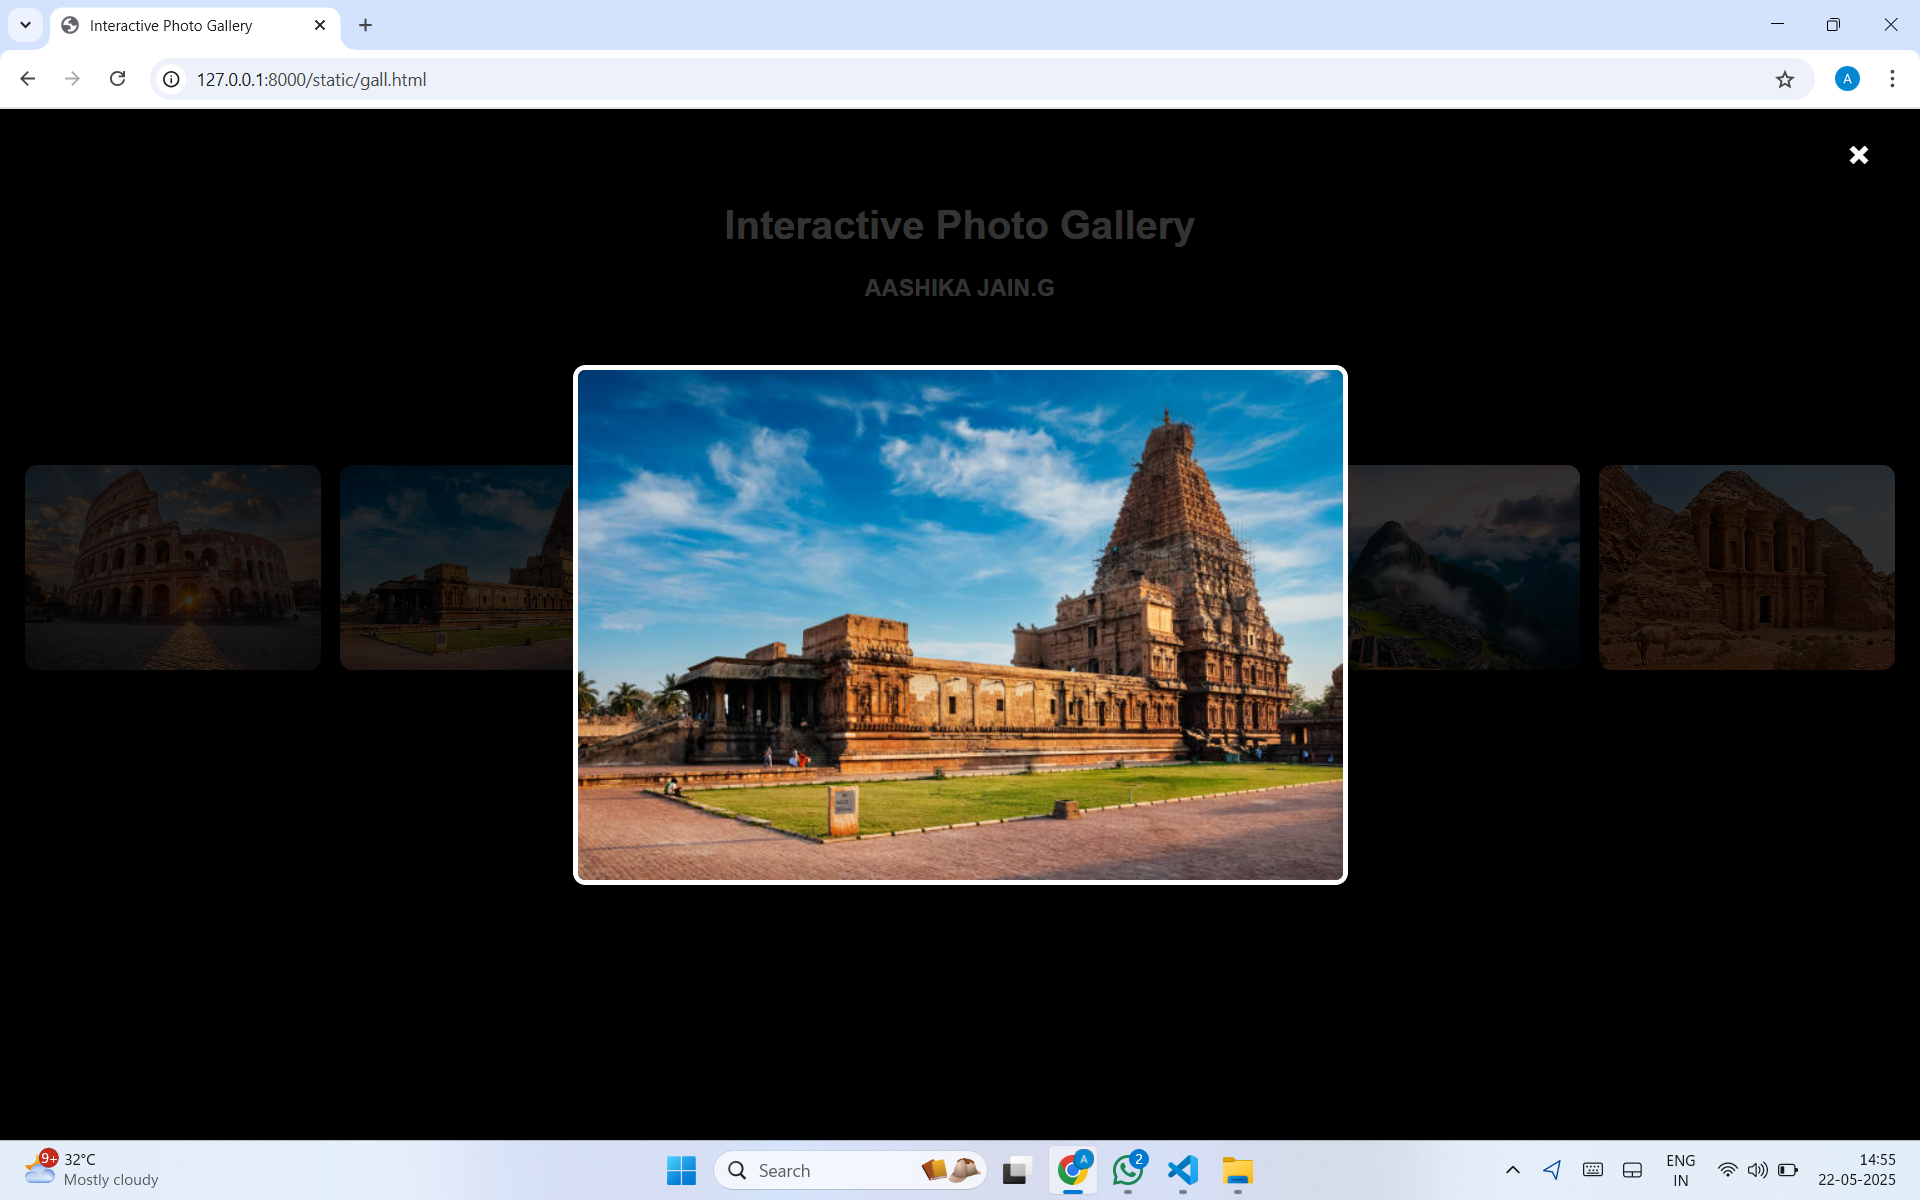 Interactive Photo Gallery
127.0.0.1:8000/static/gall.html
A
Interactive Photo Gallery
AASHIKA JAIN.G
9+
32°C
Mostly cloudy
Search
A
2
ENG
IN
14:55
22-05-2025